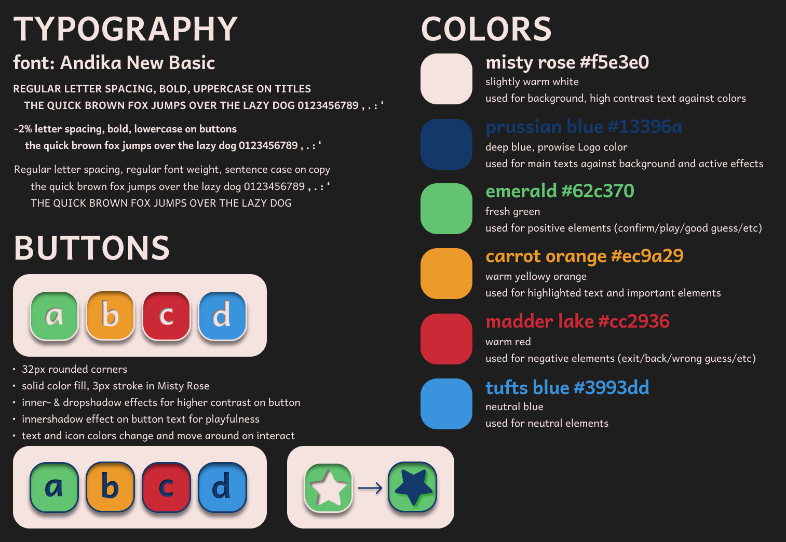 TYPOGRAPHY
font: Andika New Basic
REGULAR LETTER SPACING, BOLD, UPPERCASE ON TITLES
THE QUICK BROWN FOX JUMPS OVER THE LAZY DOG 0123456789 , . : '
-2% letter spacing, bold, lowercase on buttons
the quick brown fox jumps over the lazy dog 0123456789 , . : '
Regular letter spacing, regular font weight, sentence case on copy
the quick brown fox jumps over the lazy dog 0123456789 , . : '
THE QUICK BROWN FOX JUMPS OVER THE LAZY DOG
BUTTONS
a b c d
• 32px rounded corners
• solid color fill, 3px stroke in Misty Rose
• inner- & dropshadow effects for higher contrast on button
• innershadow effect on button text for playfulness
• text and icon colors change and move around on interact
a b c d
COLORS
misty rose #f5e3e0
slightly warm white
used for background, high contrast text against colors
prussian blue #13396a
deep blue, prowise Logo color
used for main texts against background and active effects
emerald #62c370
fresh green
used for positive elements (confirm/play/good guess/etc)
carrot orange #ec9a29
warm yellowy orange
used for highlighted text and important elements
madder lake #cc2936
warm red
used for negative elements (exit/back/wrong guess/etc)
tufts blue #3993dd
neutral blue
used for neutral elements